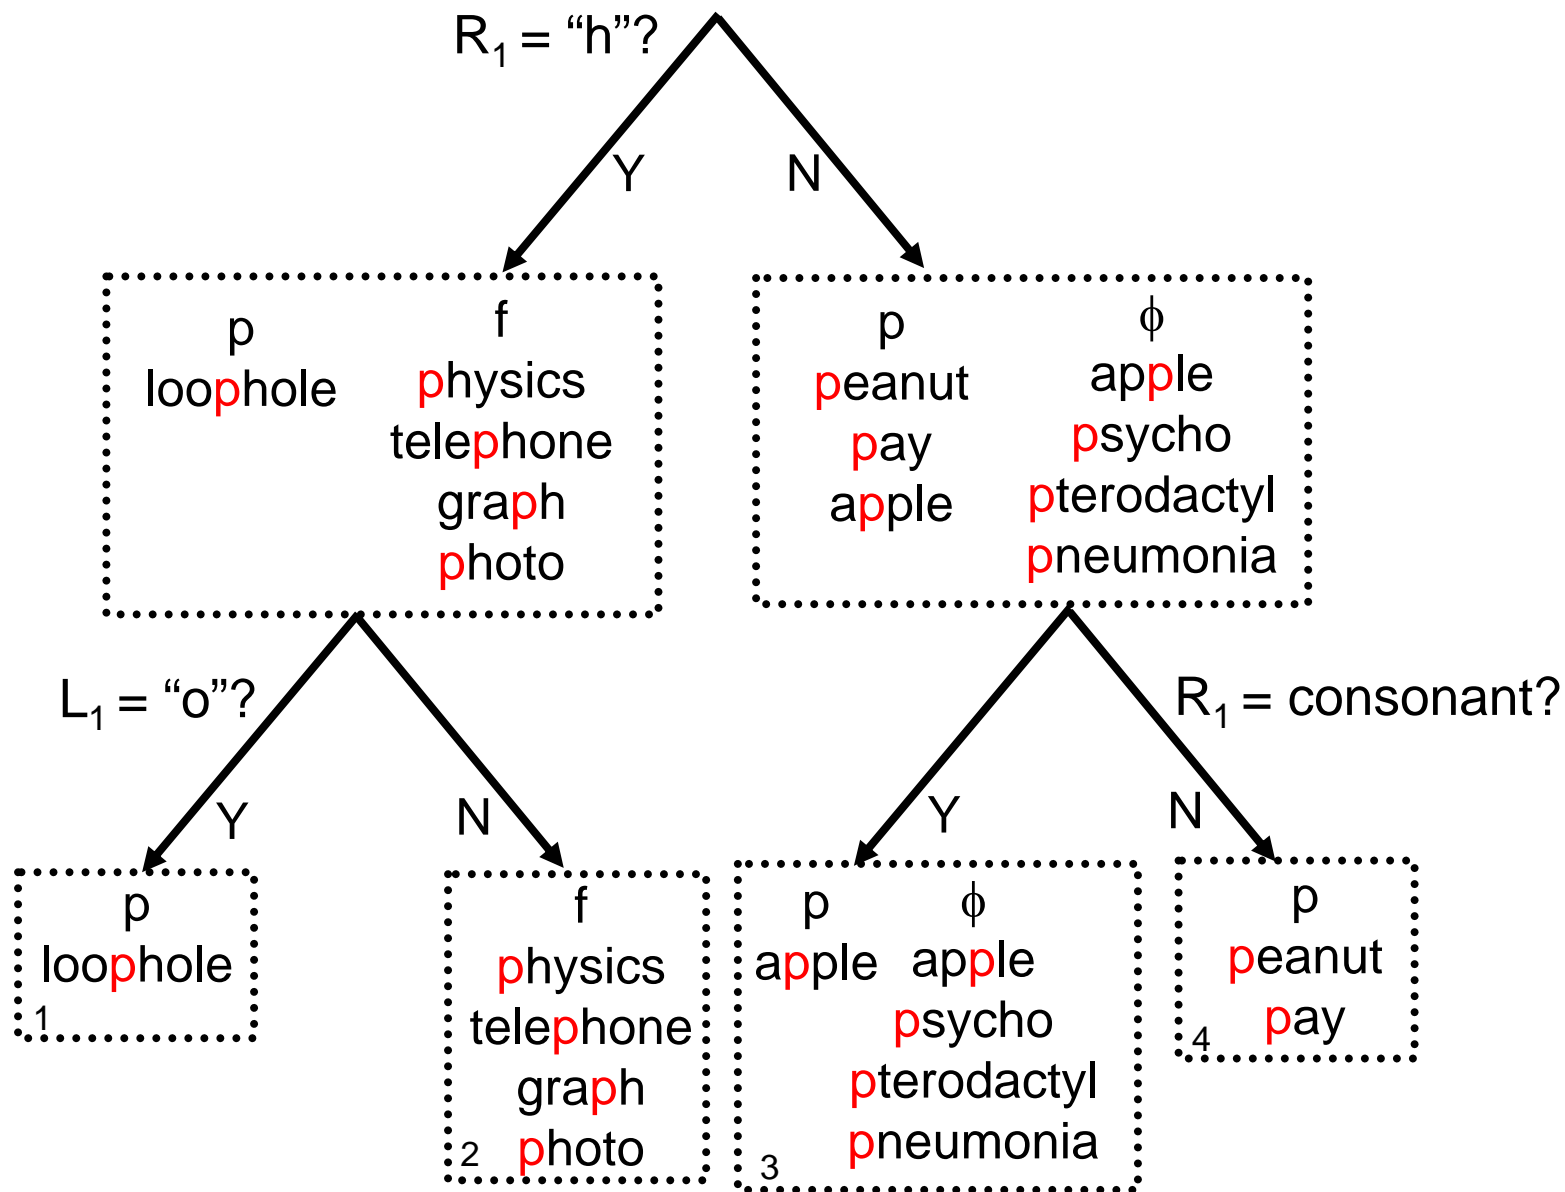 R₁ = “h”?
Y
N
p
loophole
f
physics
telephone
graph
photo
p
peanut
pay
apple
ϕ
apple
psycho
pterodactyl
pneumonia
L₁ = “o”?
Y
N
R₁ = consonant?
Y
N
p
loophole
1
f
physics
telephone
graph
photo
2
p
apple
ϕ
apple
psycho
pterodactyl
pneumonia
3
p
peanut
pay
4